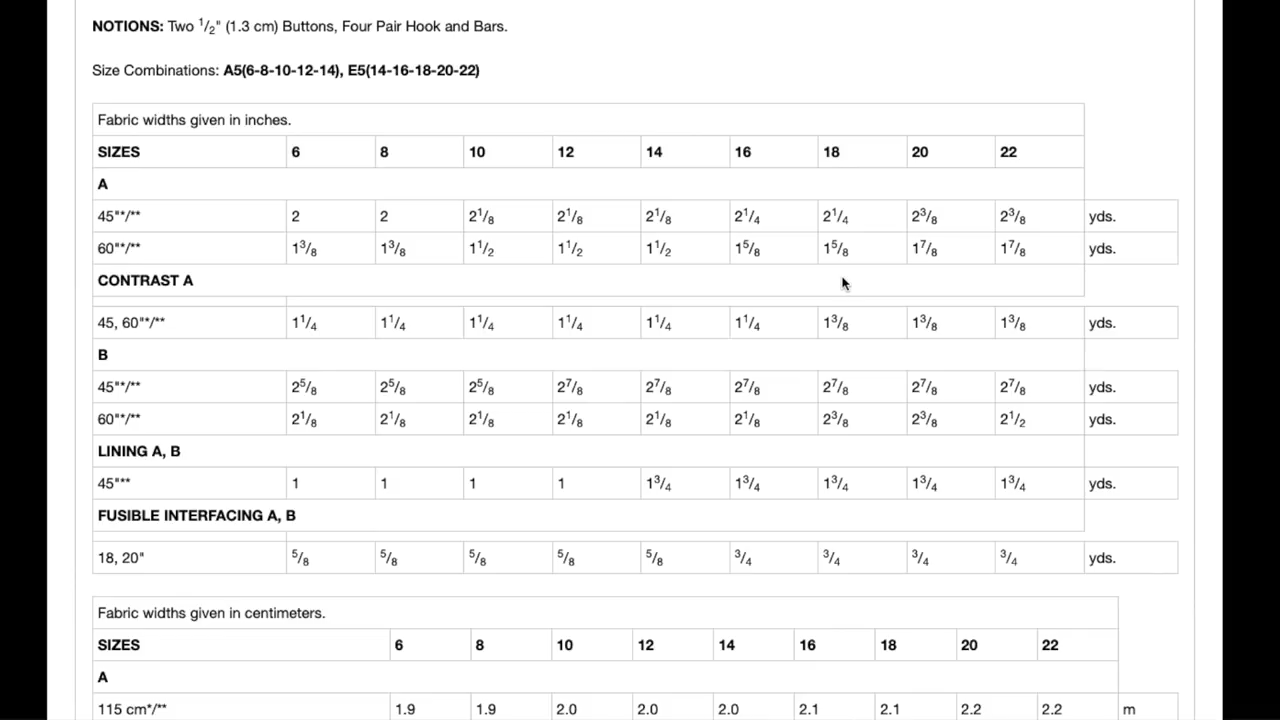 NOTIONS: Two 1/2" (1.3 cm) Buttons, Four Pair Hook and Bars.
Size Combinations: A5(6-8-10-12-14), E5(14-16-18-20-22)
Fabric widths given in inches.
SIZES 6 8 10 12 14 16 18 20 22
A
45"*/** 2 2 2 1/8 2 1/8 2 1/8 2 1/4 2 1/4 2 3/8 2 3/8 yds.
60"*/** 1 3/8 1 3/8 1 1/2 1 1/2 1 1/2 1 5/8 1 5/8 1 7/8 1 7/8 yds.
CONTRAST A
45, 60"*/** 1 1/4 1 1/4 1 1/4 1 1/4 1 1/4 1 1/4 1 3/8 1 3/8 1 3/8 yds.
B
45"*/** 2 5/8 2 5/8 2 5/8 2 7/8 2 7/8 2 7/8 2 7/8 2 7/8 2 7/8 yds.
60"*/** 2 1/8 2 1/8 2 1/8 2 1/8 2 1/8 2 1/8 2 3/8 2 3/8 2 1/2 yds.
LINING A, B
45"** 1 1 1 1 1 3/4 1 3/4 1 3/4 1 3/4 1 3/4 yds.
FUSIBLE INTERFACING A, B
18, 20" 5/8 5/8 5/8 5/8 5/8 3/4 3/4 3/4 3/4 yds.
Fabric widths given in centimeters.
SIZES 6 8 10 12 14 16 18 20 22
A
115 cm*/** 1.9 1.9 2.0 2.0 2.0 2.1 2.1 2.2 2.2 m